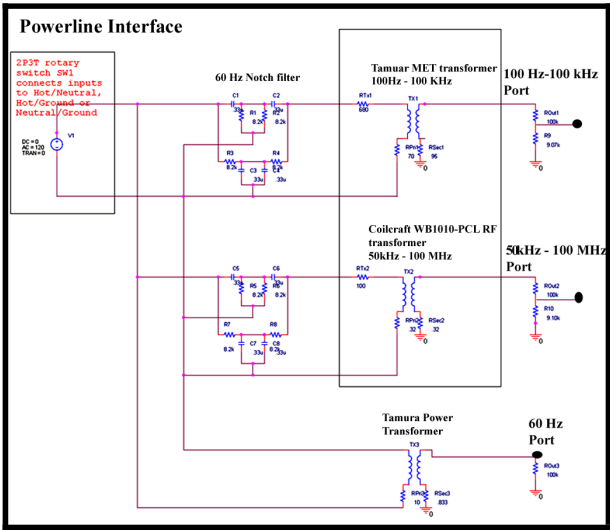 Powerline Interface
2P3T rotary
switch SW1
connects inputs
to Hot/Neutral,
Hot/Ground or
Neutral/Ground
DC = 0
AC = 120
TRAN = 0
V1
60 Hz Notch filter
C1
.33u
C2
.33u
R1
8.2k
R2
8.2k
R3
8.2k
R4
8.2k
C3
.33u
C4
.33u
Tamuar MET transformer
100Hz - 100 KHz
RTx1
680
TX1
RPri1
70
RSec1
95
0
100 Hz-100 kHz
Port
ROut1
100k
R9
9.07k
0
C5
.33u
C6
.33u
R5
8.2k
R6
8.2k
R7
8.2k
R8
8.2k
C7
.33u
C8
.33u
Coilcraft WB1010-PCL RF
transformer
50kHz - 100 MHz
RTx2
100
TX2
RPri2
.32
RSec2
.32
0
50kHz - 100 MHz
Port
ROut2
100k
R10
9.10k
0
Tamura Power
Transformer
TX3
RPri3
10
RSec3
.833
0
60 Hz
Port
ROut3
100k
0